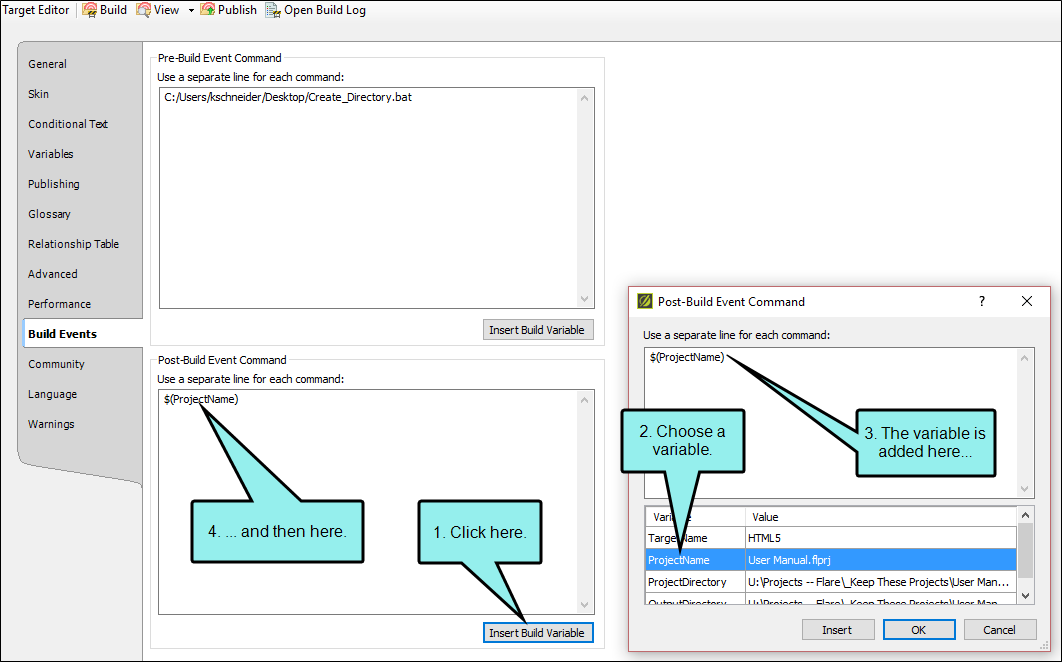 Target Editor Build View Publish Open Build Log
General
Skin
Conditional Text
Variables
Publishing
Glossary
Relationship Table
Advanced
Performance
Build Events
Community
Language
Warnings
Pre-Build Event Command
Use a separate line for each command:
C:/Users/kschneider/Desktop/Create_Directory.bat
Insert Build Variable
Post-Build Event Command
Use a separate line for each command:
$(ProjectName)
4. ... and then here.
1. Click here.
Insert Build Variable
Post-Build Event Command ?
Use a separate line for each command:
$(ProjectName)
2. Choose a
variable.
3. The variable is
added here...
Value
HTML5
ProjectName User Manual.flprj
ProjectDirectory U:\Projects -- Flare\_Keep These Projects\User Man...
OutputDirectory U:\Projects -- Flare\_Keep These Projects\User Man...
Insert OK Cancel